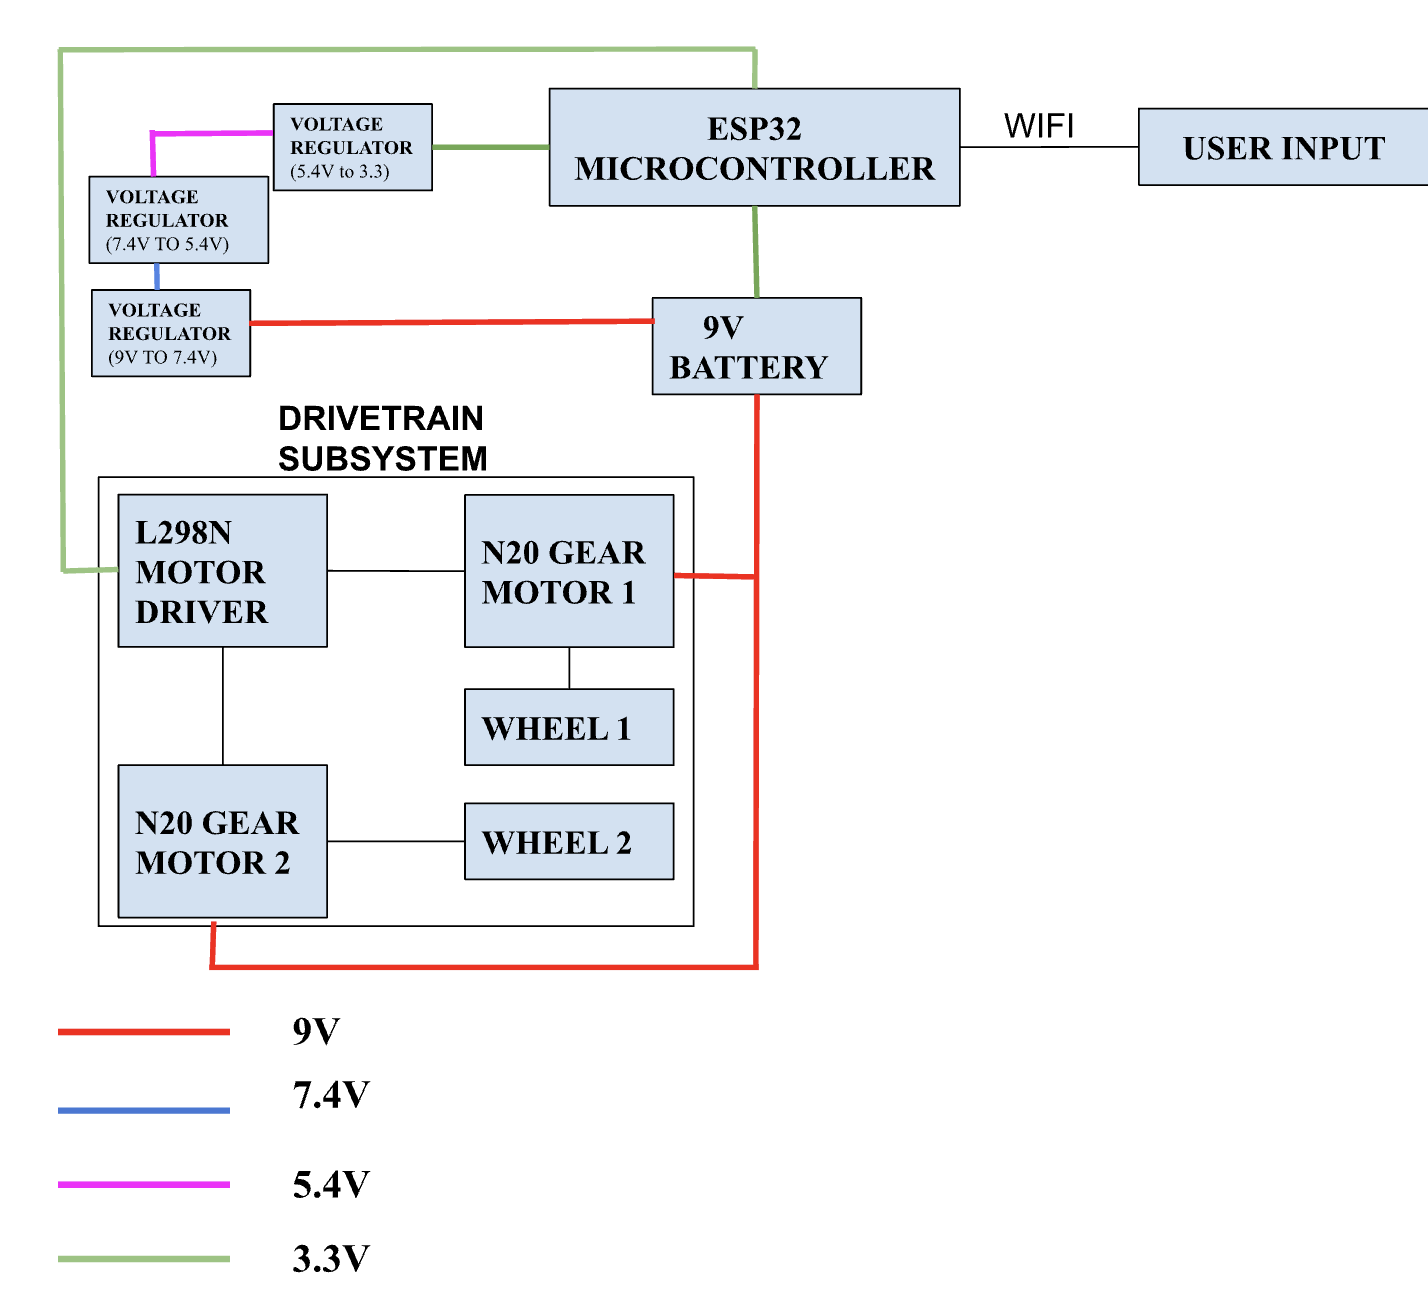 ESP32
MICROCONTROLLER
WIFI
USER INPUT
VOLTAGE
REGULATOR
(5.4V to 3.3)
VOLTAGE
REGULATOR
(7.4V TO 5.4V)
VOLTAGE
REGULATOR
(9V TO 7.4V)
9V
BATTERY
DRIVETRAIN
SUBSYSTEM
L298N
MOTOR
DRIVER
N20 GEAR
MOTOR 1
WHEEL 1
N20 GEAR
MOTOR 2
WHEEL 2
9V
7.4V
5.4V
3.3V